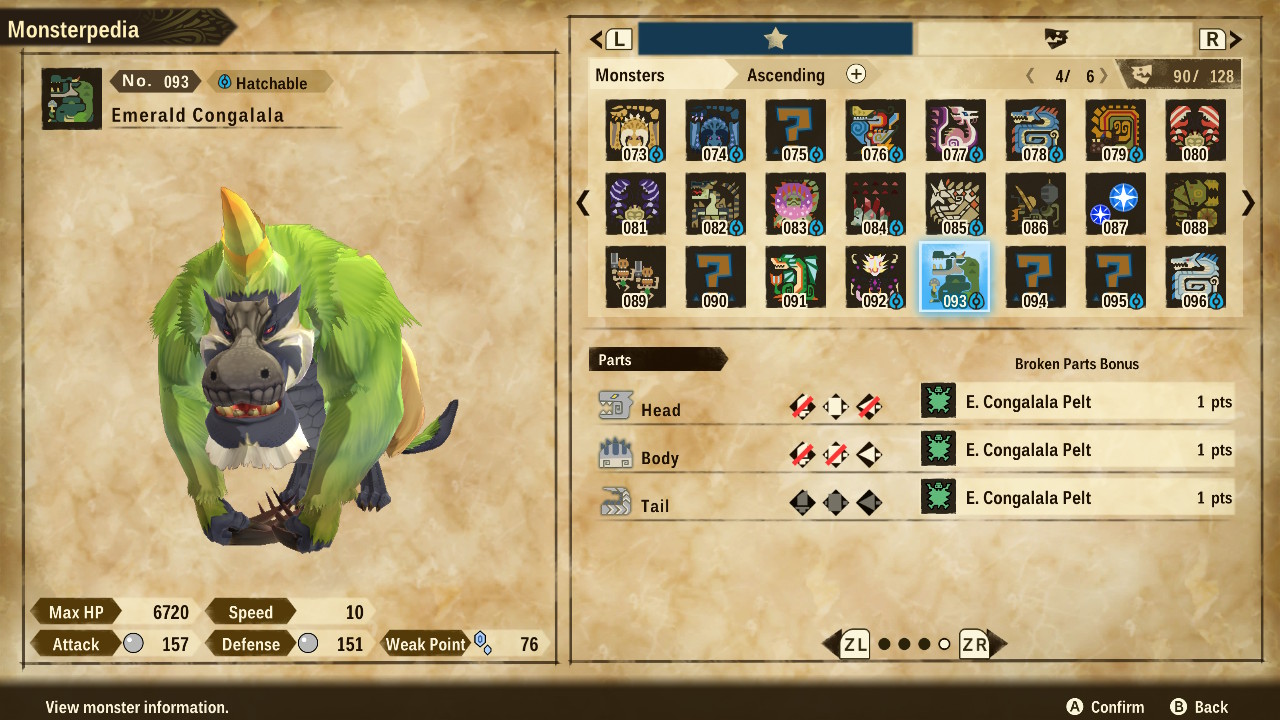 Monsterpedia
No. 093
Hatchable
Emerald Congalala
Max HP 6720
Speed 10
Attack 157
Defense 151
Weak Point 76
L
R
Monsters
Ascending
4/ 6
90/ 128
073 074 075 076 077 078 079 080
081 082 083 084 085 086 087 088
089 090 091 092 093 094 095 096
Parts
Broken Parts Bonus
Head
E. Congalala Pelt 1 pts
Body
E. Congalala Pelt 1 pts
Tail
E. Congalala Pelt 1 pts
ZL
ZR
View monster information.
A Confirm
B Back